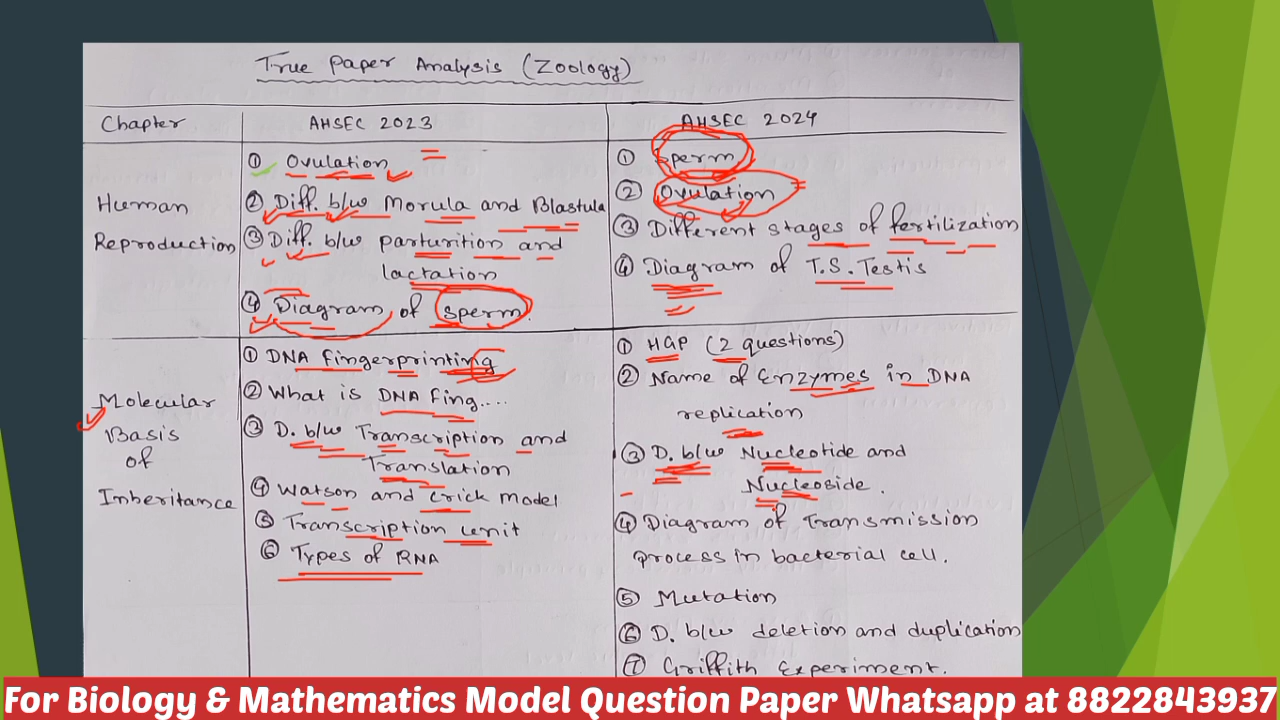 True Paper Analysis (Zoology)
Chapter
AHSEC 2023
AHSEC 2024
Human
Reproduction
① Ovulation
② Diff. b/w Morula and Blastula
③ Diff. b/w parturition and
lactation
④ Diagram of sperm.
① Sperm
② Ovulation
③ Different stages of fertilization
④ Diagram of T.S. Testis
Molecular
Basis
of
Inheritance
① DNA fingerprinting
② What is DNA fing....
③ D. b/w Transcription and
Translation
④ Watson and Crick model
⑤ Transcription unit
⑥ Types of RNA
① HGP (2 questions)
② Name of Enzymes in DNA
replication
③ D. b/w Nucleotide and
Nucleoside.
④ Diagram of Transmission
process in bacterial cell.
⑤ Mutation
⑥ D. b/w deletion and duplication
⑦ Griffith Experiment.
For Biology & Mathematics Model Question Paper Whatsapp at 8822843937